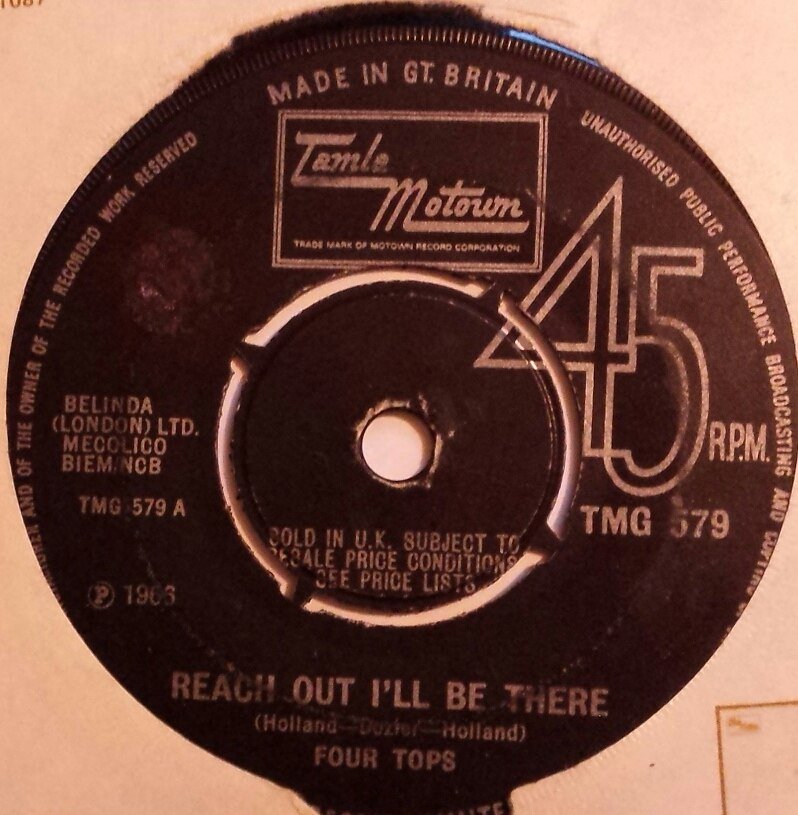 MADE IN GT. BRITAIN
Tamla
Motown
TRADE MARK OF MOTOWN RECORD CORPORATION
AND OF THE OWNER OF THE RECORDED WORK RESERVED
UNAUTHORISED PUBLIC PERFORMANCE BROADCASTING AND
45
R.P.M.
BELINDA
(LONDON) LTD.
MECOLICO
BIEM/NCB
TMG 579 A
TMG 579
SOLD IN U.K. SUBJECT TO
RESALE PRICE CONDITIONS
SEE PRICE LISTS
Ⓟ 1966
REACH OUT I'LL BE THERE
(Holland—Dozier—Holland)
FOUR TOPS